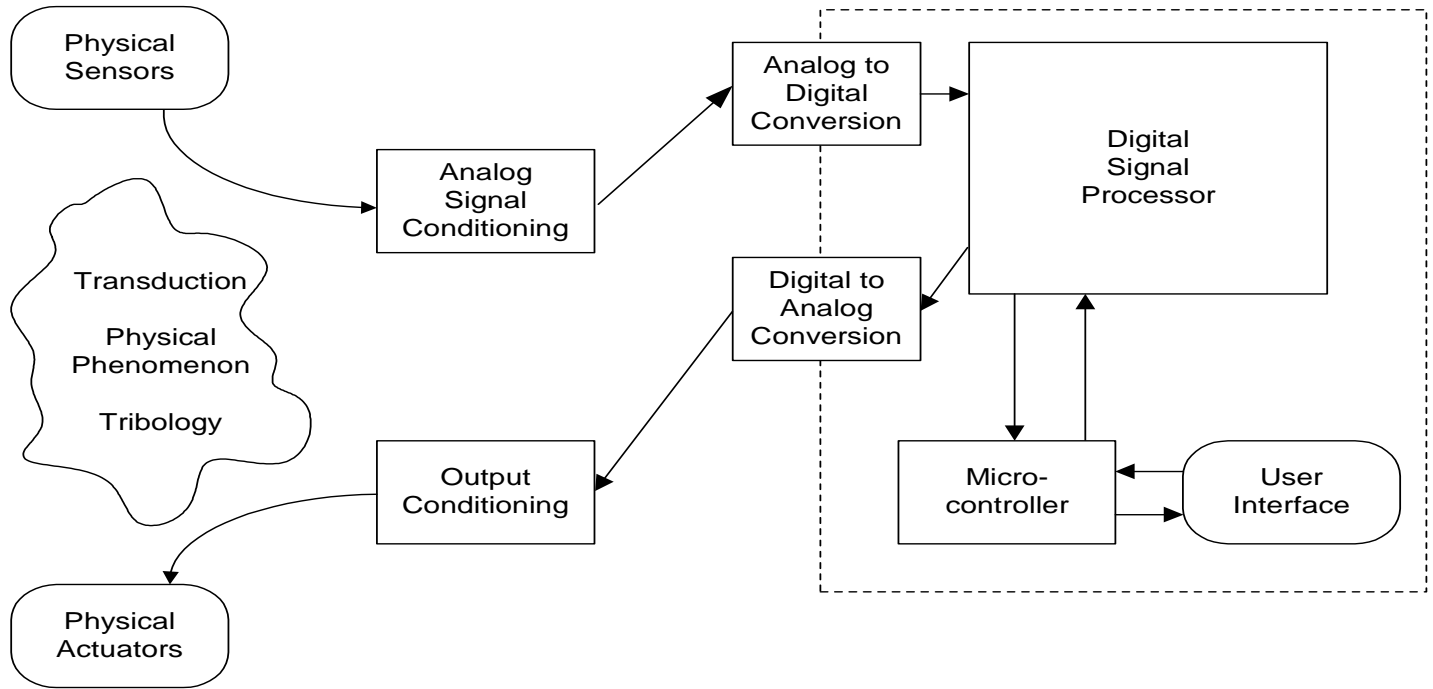 Physical
Sensors
Analog
Signal
Conditioning
Analog to
Digital
Conversion
Digital
Signal
Processor
Transduction
Physical
Phenomenon
Tribology
Digital to
Analog
Conversion
Output
Conditioning
Micro-
controller
User
Interface
Physical
Actuators